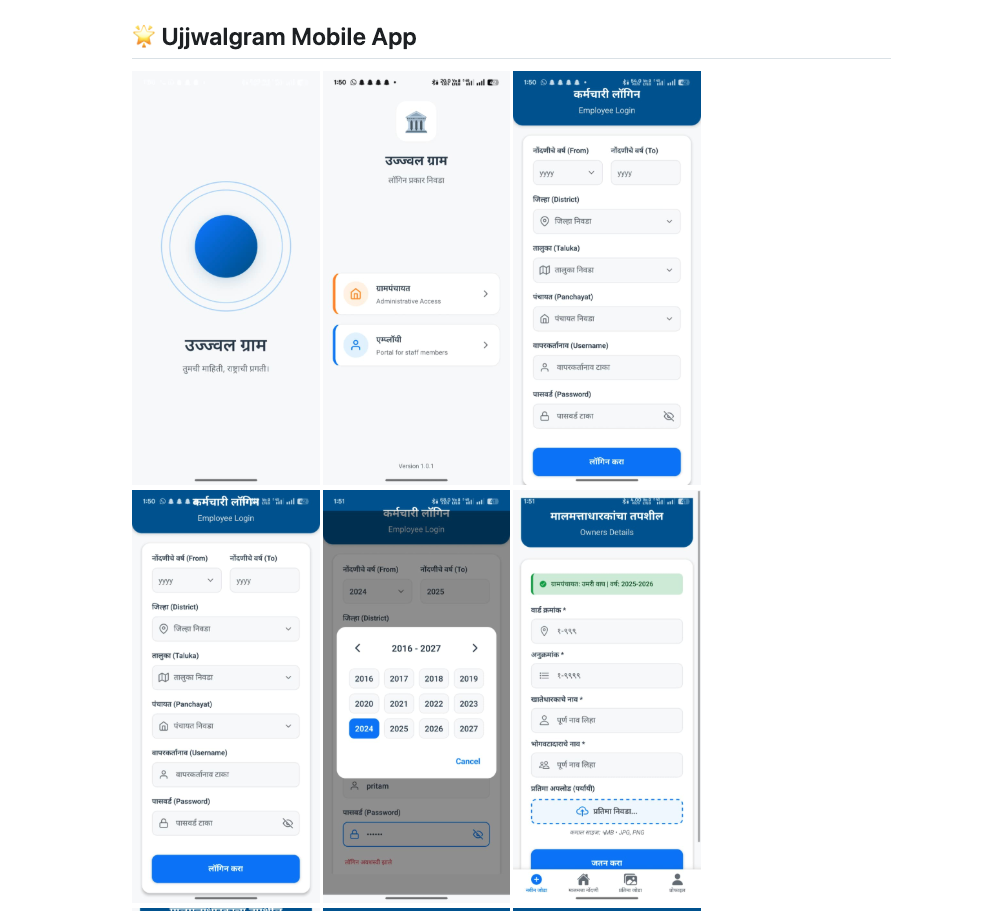 🌟 Ujjwalgram Mobile App
उज्ज्वल ग्राम
तुमची माहिती, राष्ट्राची प्रगती।
1:50
उज्ज्वल ग्राम
लॉगिन प्रकार निवडा
ग्रामपंचायत
Administrative Access
एम्प्लॉयी
Portal for staff members
Version 1.0.1
1:50
कर्मचारी लॉगिन
Employee Login
नोंदणीचे वर्ष (From) नोंदणीचे वर्ष (To)
yyyy yyyy
जिल्हा (District)
जिल्हा निवडा
तालुका (Taluka)
तालुका निवडा
पंचायत (Panchayat)
पंचायत निवडा
वापरकर्तानाव (Username)
वापरकर्तानाव टाका
पासवर्ड (Password)
पासवर्ड टाका
लॉगिन करा
1:50
कर्मचारी लॉगिन
Employee Login
नोंदणीचे वर्ष (From) नोंदणीचे वर्ष (To)
yyyy yyyy
जिल्हा (District)
जिल्हा निवडा
तालुका (Taluka)
तालुका निवडा
पंचायत (Panchayat)
पंचायत निवडा
वापरकर्तानाव (Username)
वापरकर्तानाव टाका
पासवर्ड (Password)
पासवर्ड टाका
लॉगिन करा
1:51
कर्मचारी लॉगिन
Employee Login
नोंदणीचे वर्ष (From) नोंदणीचे वर्ष (To)
2024 2025
जिल्हा (District)
2016 - 2027
2016 2017 2018 2019
2020 2021 2022 2023
2024 2025 2026 2027
Cancel
pritam
पासवर्ड (Password)
••••••
लॉगिन अयशस्वी झाले
1:51
मालमत्ताधारकांचा तपशील
Owners Details
ग्रामपंचायत: उमरी वाघ | वर्ष: 2025-2026
वार्ड क्रमांक *
१-९९९
अनुक्रमांक *
१-९९९९
खातेधारकाचे नाव *
पूर्ण नाव लिहा
भोगवटादाराचे नाव *
पूर्ण नाव लिहा
प्रतिमा अपलोड (पर्यायी)
प्रतिमा निवडा...
कमाल साइज: ५MB • JPG, PNG
जतन करा
नवीन जोडा मालमत्ता नोंदणी प्रतिमा जोडा प्रोफाइल